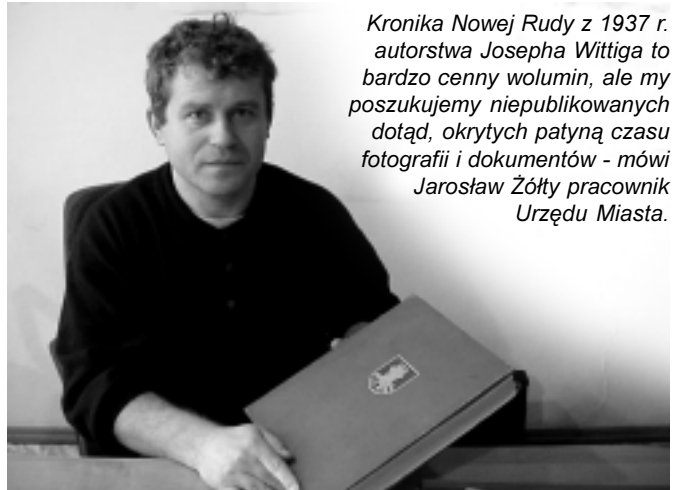 Kronika Nowej Rudy z 1937 r.
autorstwa Josepha Wittiga to
bardzo cenny wolumin, ale my
poszukujemy niepublikowanych
dotąd, okrytych patyną czasu
fotografii i dokumentów - mówi
Jarosław Żółty pracownik
Urzędu Miasta.